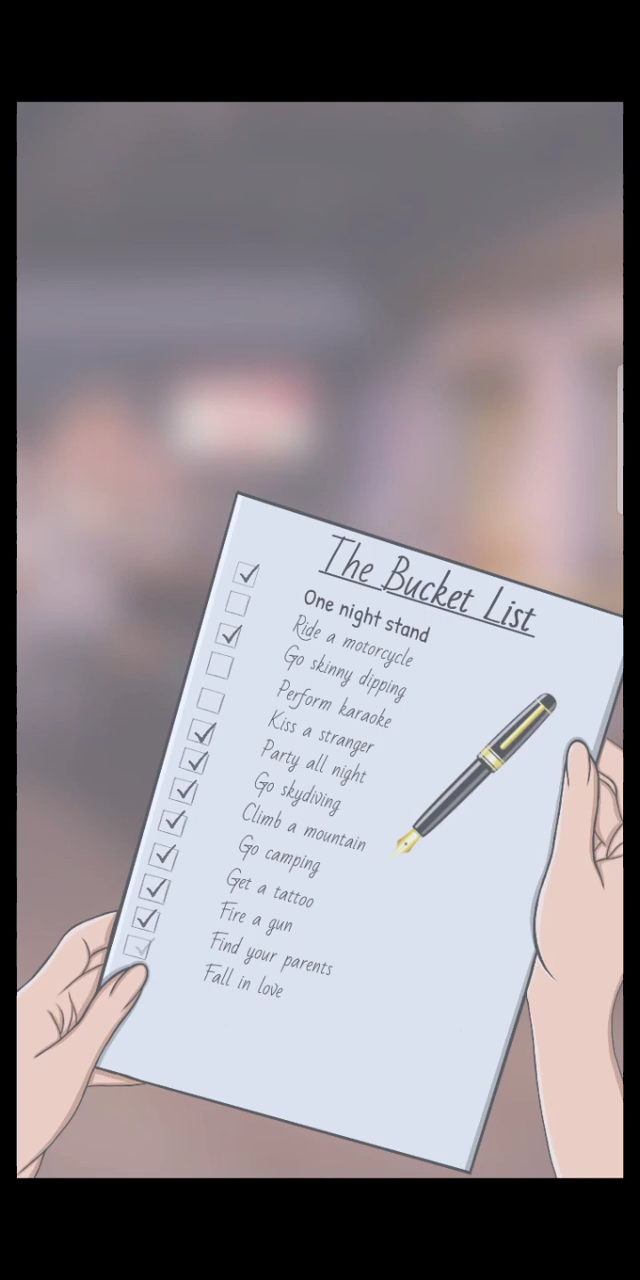 The Bucket List
One night stand
Ride a motorcycle
Go skinny dipping
Perform karaoke
Kiss a stranger
Party all night
Go skydiving
Climb a mountain
Go camping
Get a tattoo
Fire a gun
Find your parents
Fall in love